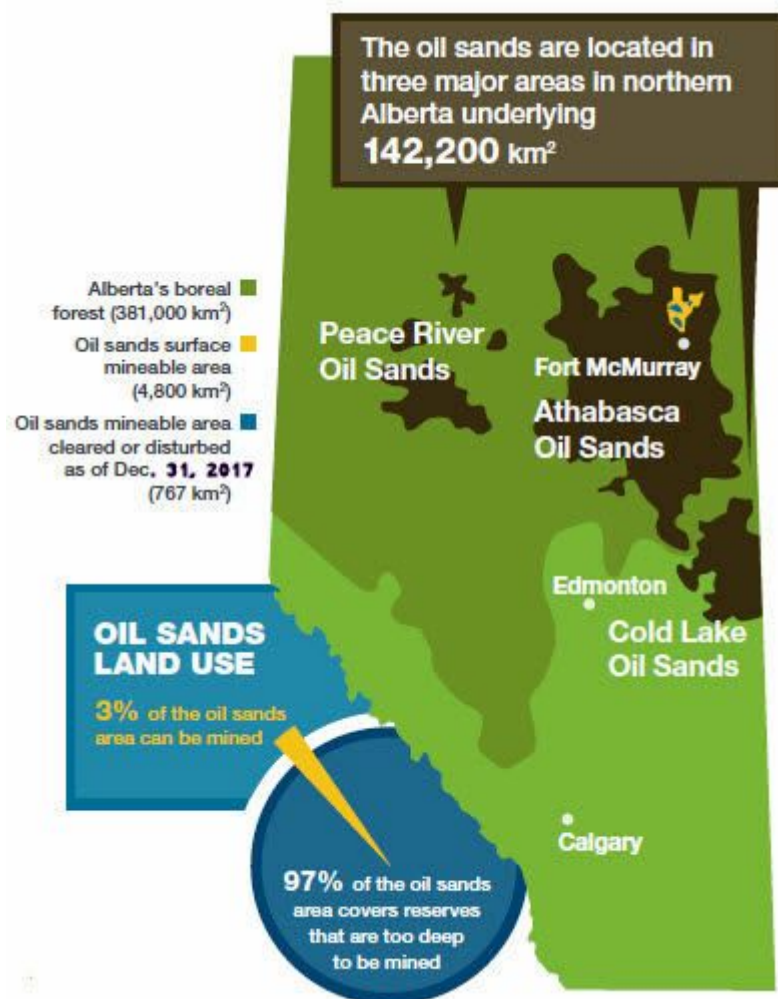 The oil sands are located in
three major areas in northern
Alberta underlying
142,200 km²
Alberta's boreal
forest (381,000 km²)
Oil sands surface
mineable area
(4,800 km²)
Oil sands mineable area
cleared or disturbed
as of Dec. 31, 2017
(767 km²)
Peace River
Oil Sands
Fort McMurray
Athabasca
Oil Sands
Edmonton
Cold Lake
Oil Sands
Calgary
OIL SANDS
LAND USE
3% of the oil sands
area can be mined
97% of the oil sands
area covers reserves
that are too deep
to be mined